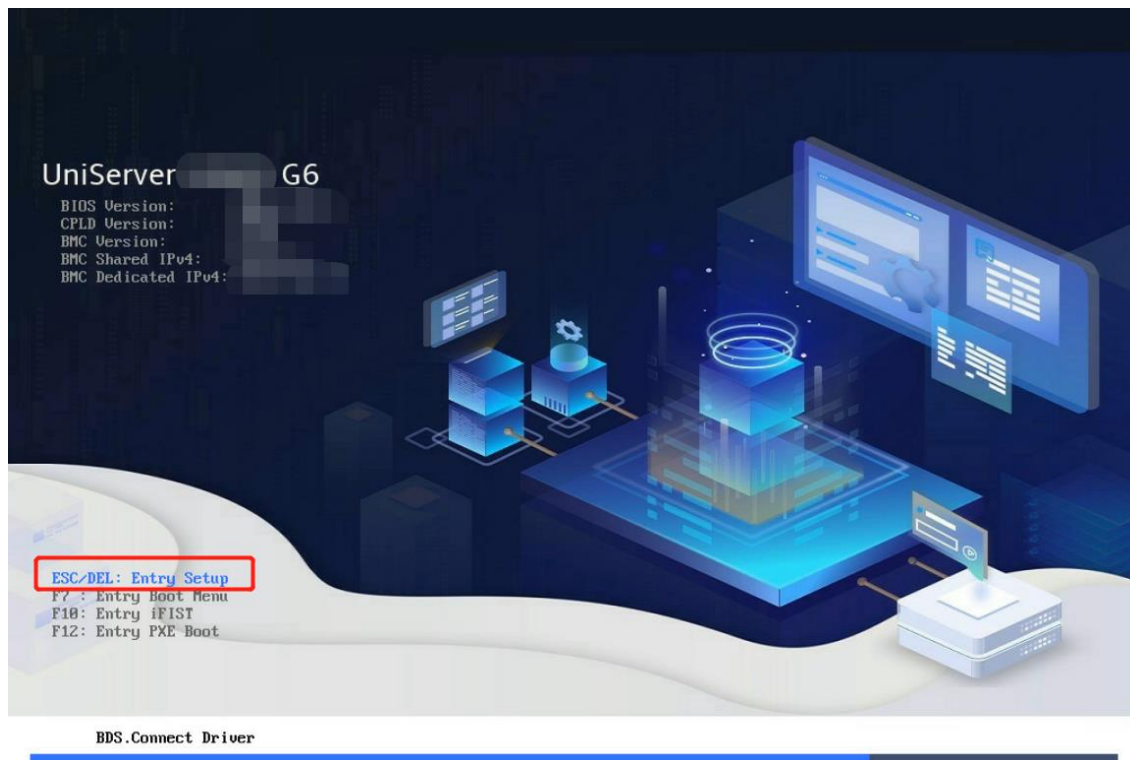 UniServer G6
BIOS Version:
CPLD Version:
BMC Version:
BMC Shared IPv4:
BMC Dedicated IPv4:
ESC/DEL: Entry Setup
F7 : Entry Boot Menu
F10: Entry iFIST
F12: Entry PXE Boot
BDS.Connect Driver